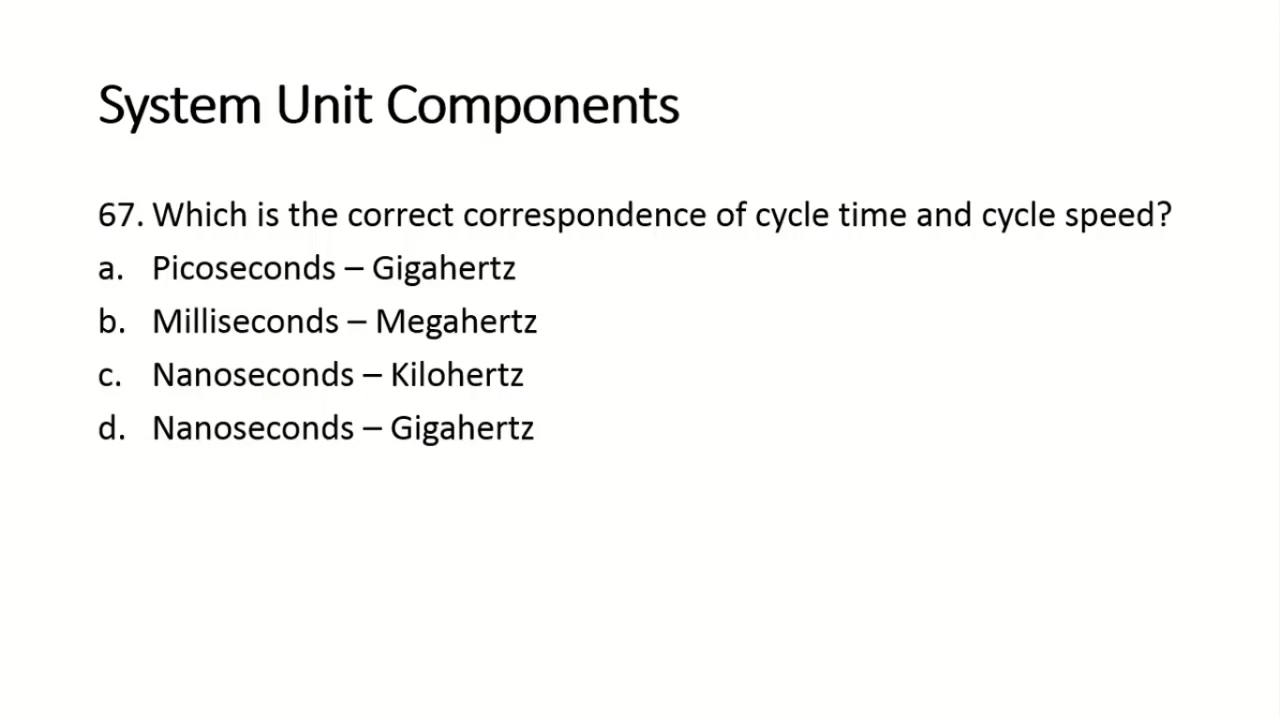 System Unit Components
67. Which is the correct correspondence of cycle time and cycle speed?
a. Picoseconds – Gigahertz
b. Milliseconds – Megahertz
c. Nanoseconds – Kilohertz
d. Nanoseconds – Gigahertz